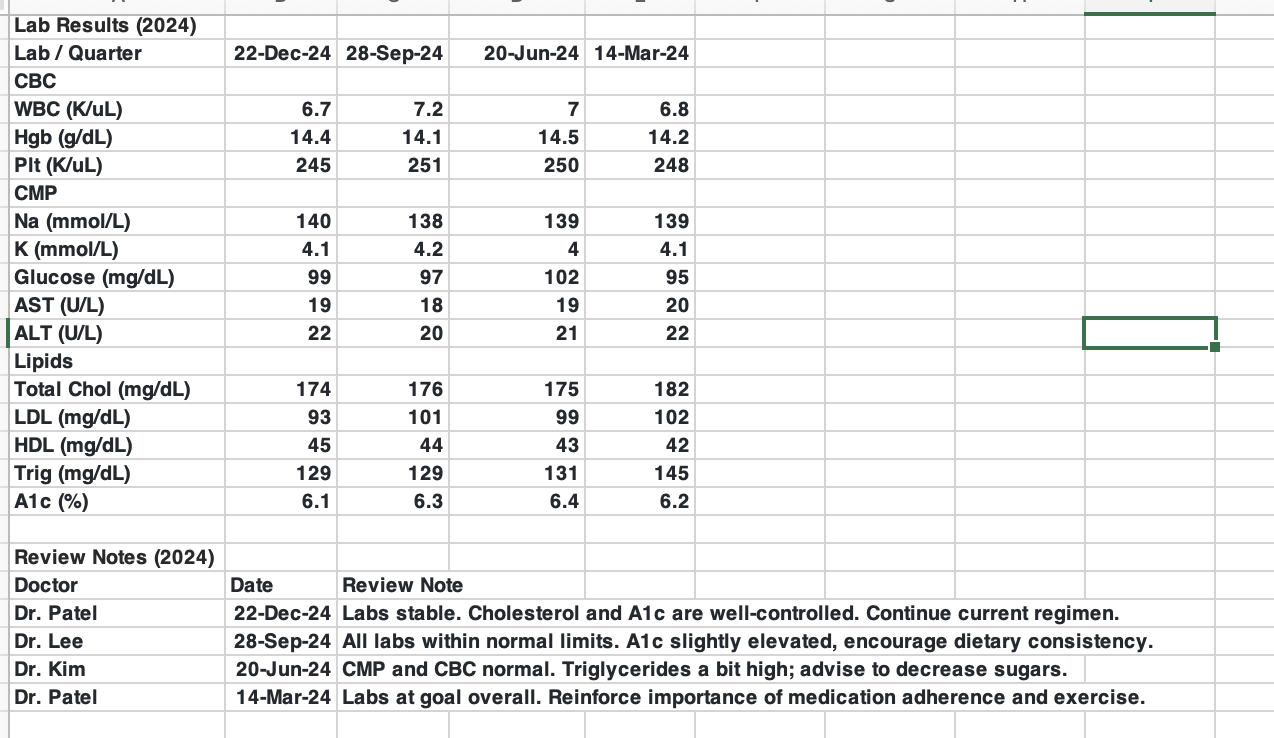 Lab Results (2024)
Lab / Quarter 22-Dec-24 28-Sep-24 20-Jun-24 14-Mar-24
CBC
WBC (K/uL) 6.7 7.2 7 6.8
Hgb (g/dL) 14.4 14.1 14.5 14.2
Plt (K/uL) 245 251 250 248
CMP
Na (mmol/L) 140 138 139 139
K (mmol/L) 4.1 4.2 4 4.1
Glucose (mg/dL) 99 97 102 95
AST (U/L) 19 18 19 20
ALT (U/L) 22 20 21 22
Lipids
Total Chol (mg/dL) 174 176 175 182
LDL (mg/dL) 93 101 99 102
HDL (mg/dL) 45 44 43 42
Trig (mg/dL) 129 129 131 145
A1c (%) 6.1 6.3 6.4 6.2
Review Notes (2024)
Doctor Date Review Note
Dr. Patel 22-Dec-24 Labs stable. Cholesterol and A1c are well-controlled. Continue current regimen.
Dr. Lee 28-Sep-24 All labs within normal limits. A1c slightly elevated, encourage dietary consistency.
Dr. Kim 20-Jun-24 CMP and CBC normal. Triglycerides a bit high; advise to decrease sugars.
Dr. Patel 14-Mar-24 Labs at goal overall. Reinforce importance of medication adherence and exercise.